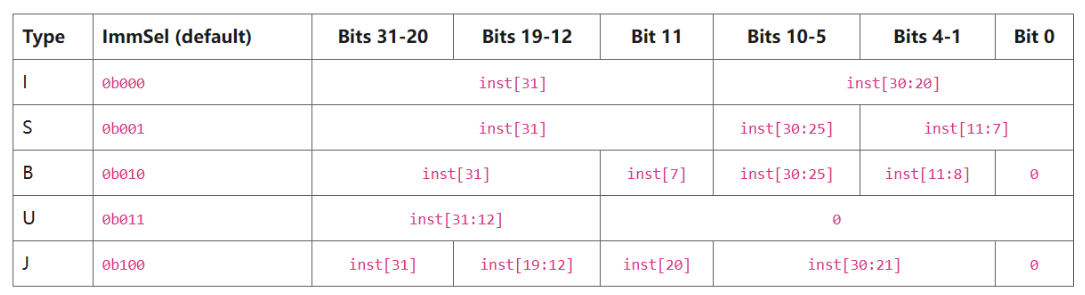 Type ImmSel (default) Bits 31-20 Bits 19-12 Bit 11 Bits 10-5 Bits 4-1 Bit 0
I 0b000 inst[31] inst[30:20]
S 0b001 inst[31] inst[30:25] inst[11:7]
B 0b010 inst[31] inst[7] inst[30:25] inst[11:8] 0
U 0b011 inst[31:12] 0
J 0b100 inst[31] inst[19:12] inst[20] inst[30:21] 0